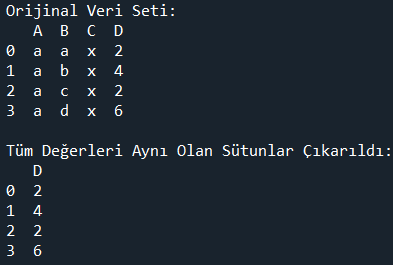 Orijinal Veri Seti:
   A  B  C  D
0  a  a  x  2
1  a  b  x  4
2  a  c  x  2
3  a  d  x  6

Tüm Değerleri Aynı Olan Sütunlar Çıkarıldı:
   D
0  2
1  4
2  2
3  6